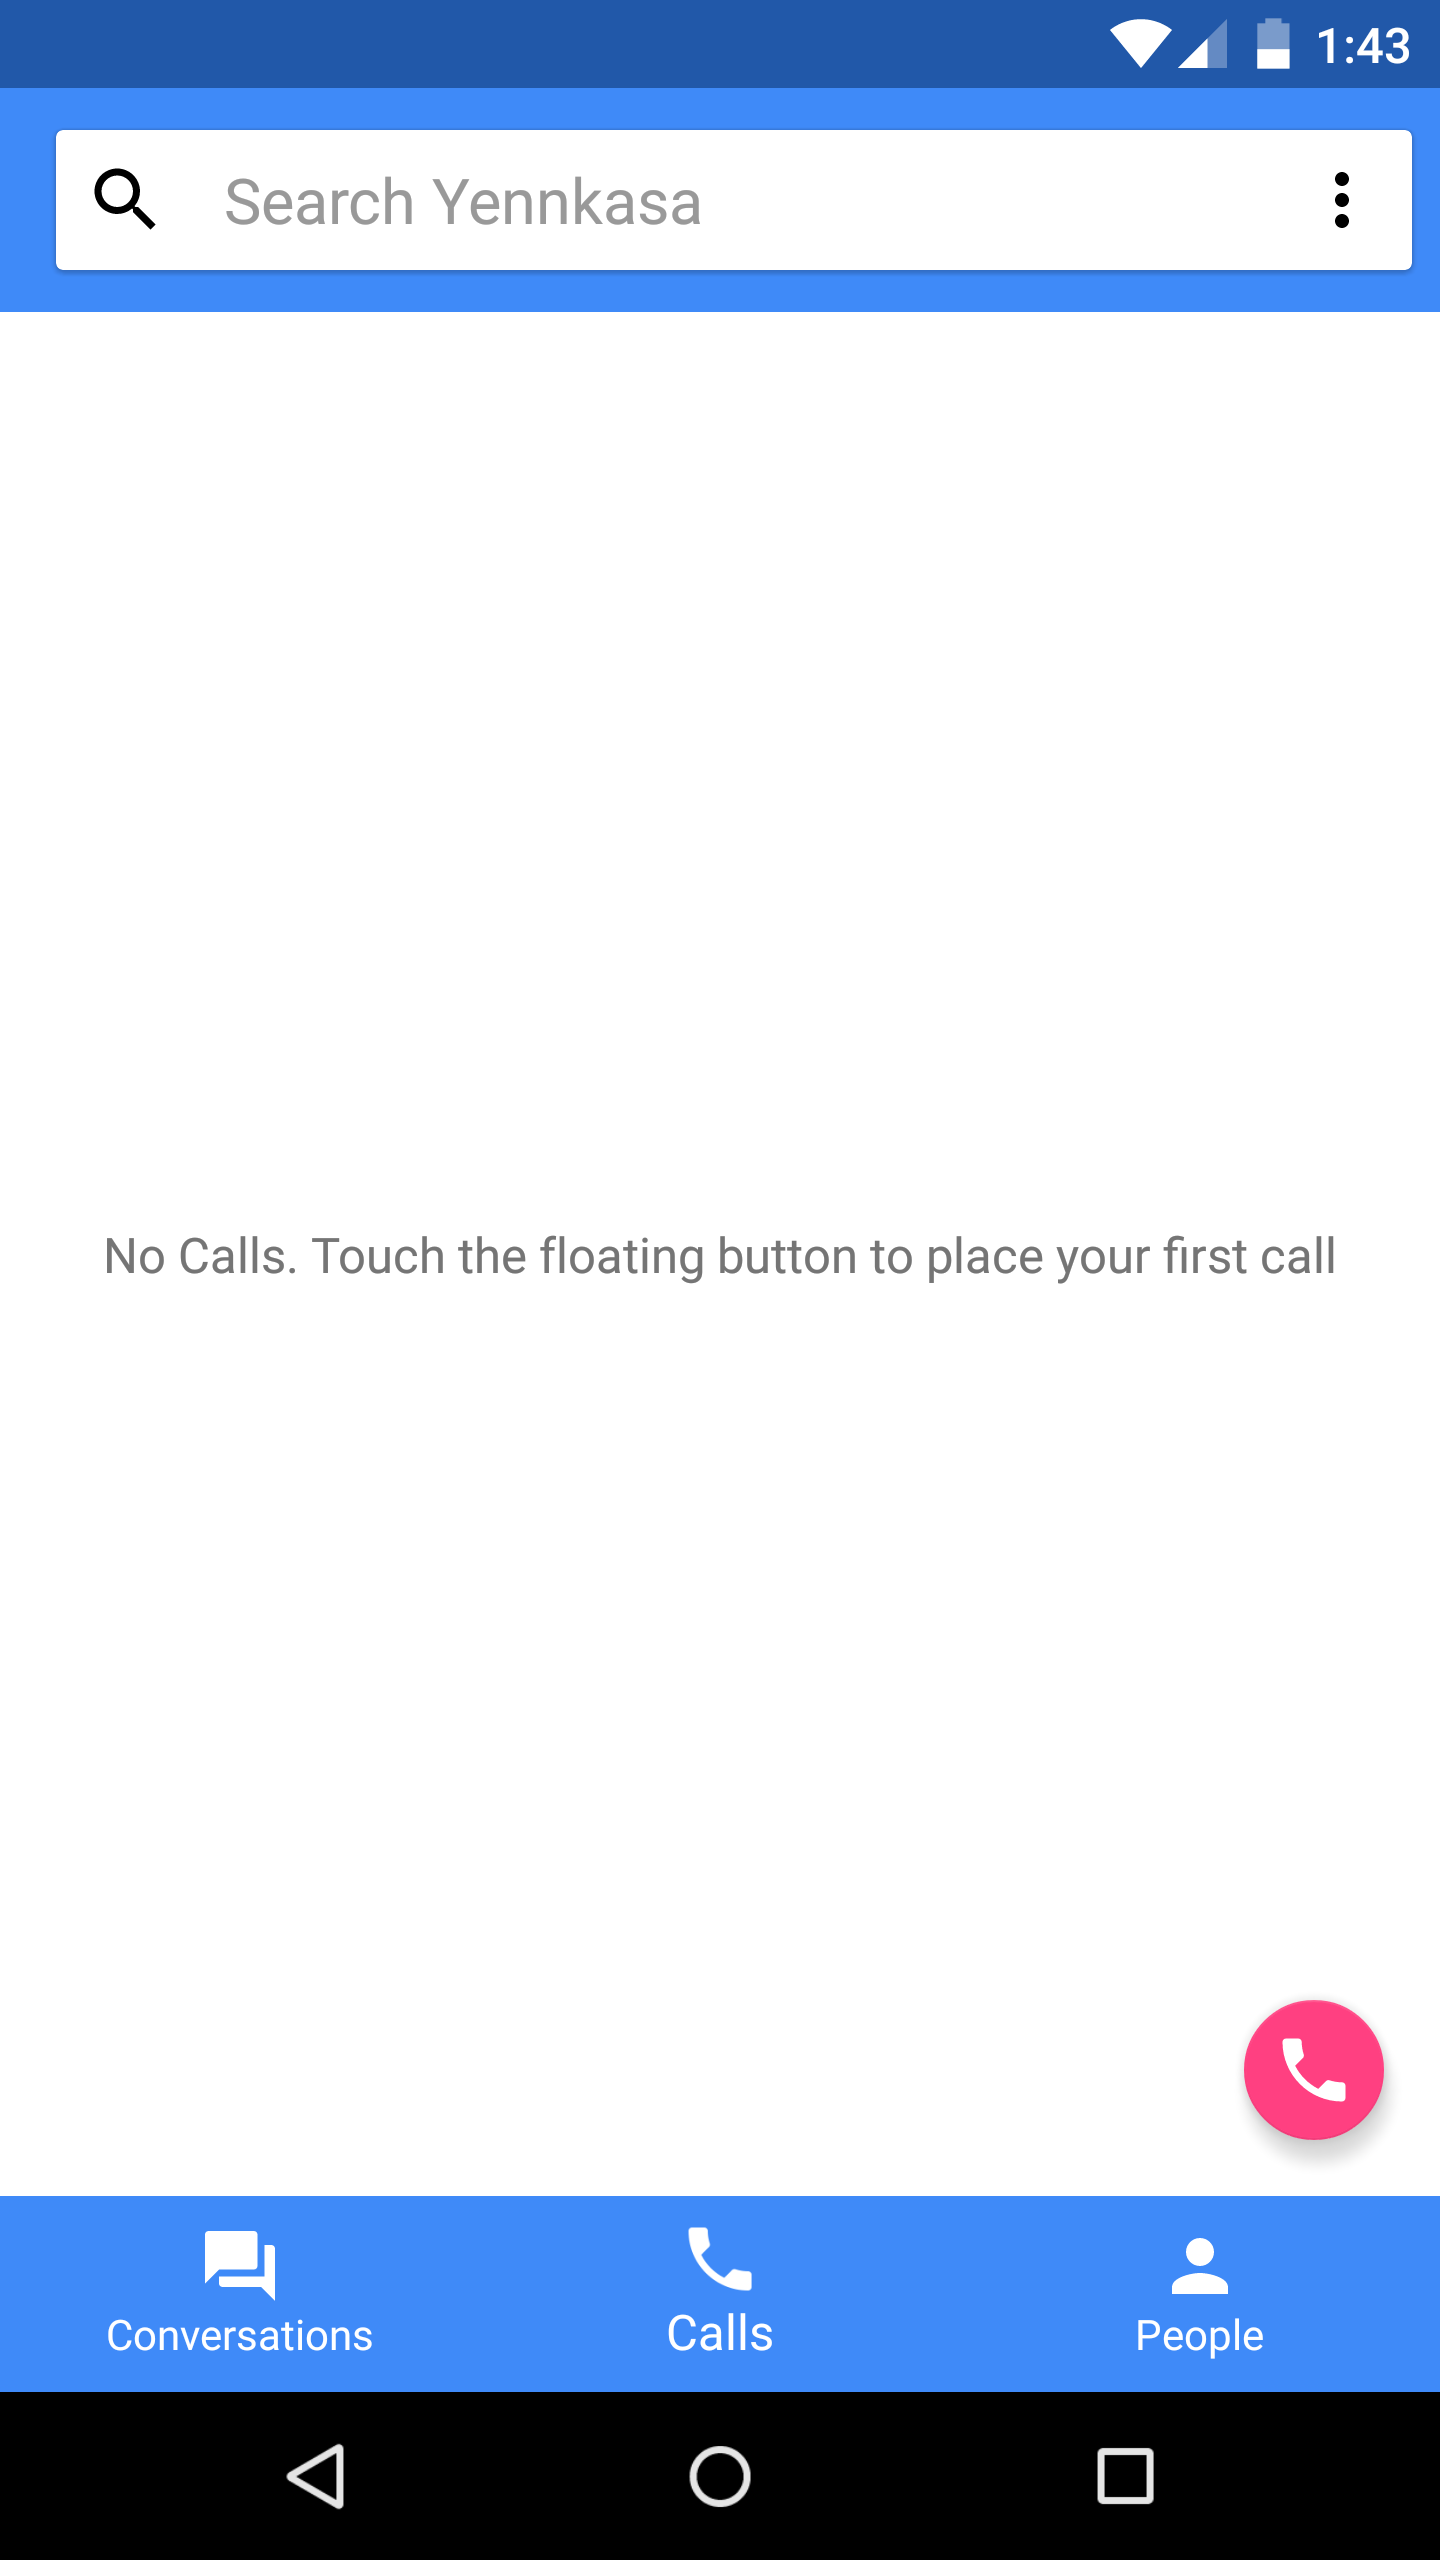 1:43
Search Yennkasa
No Calls. Touch the floating button to place your first call
Conversations
Calls
People